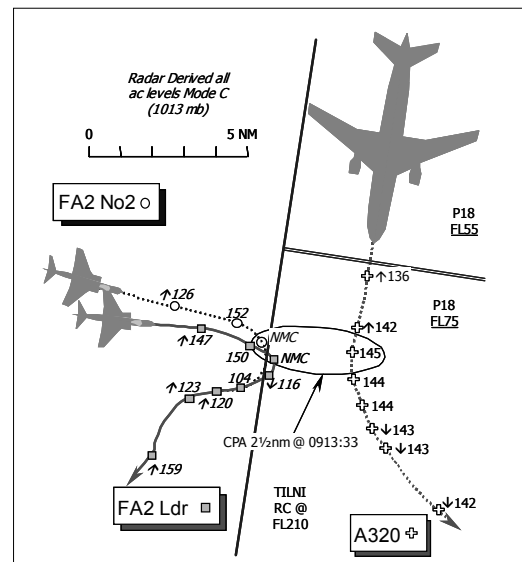 Radar Derived all
ac levels Mode C
(1013 mb)
0 5 NM
FA2 No2
P18
FL55
↑136
P18
FL75
↑126
152
NMC
↑142
↑147
150
NMC
145
144
↓116
104
↑123
↑120
144
↓143
↓143
CPA 2½nm @ 0913:33
↑159
↓142
FA2 Ldr
TILNI
RC @
FL210
A320